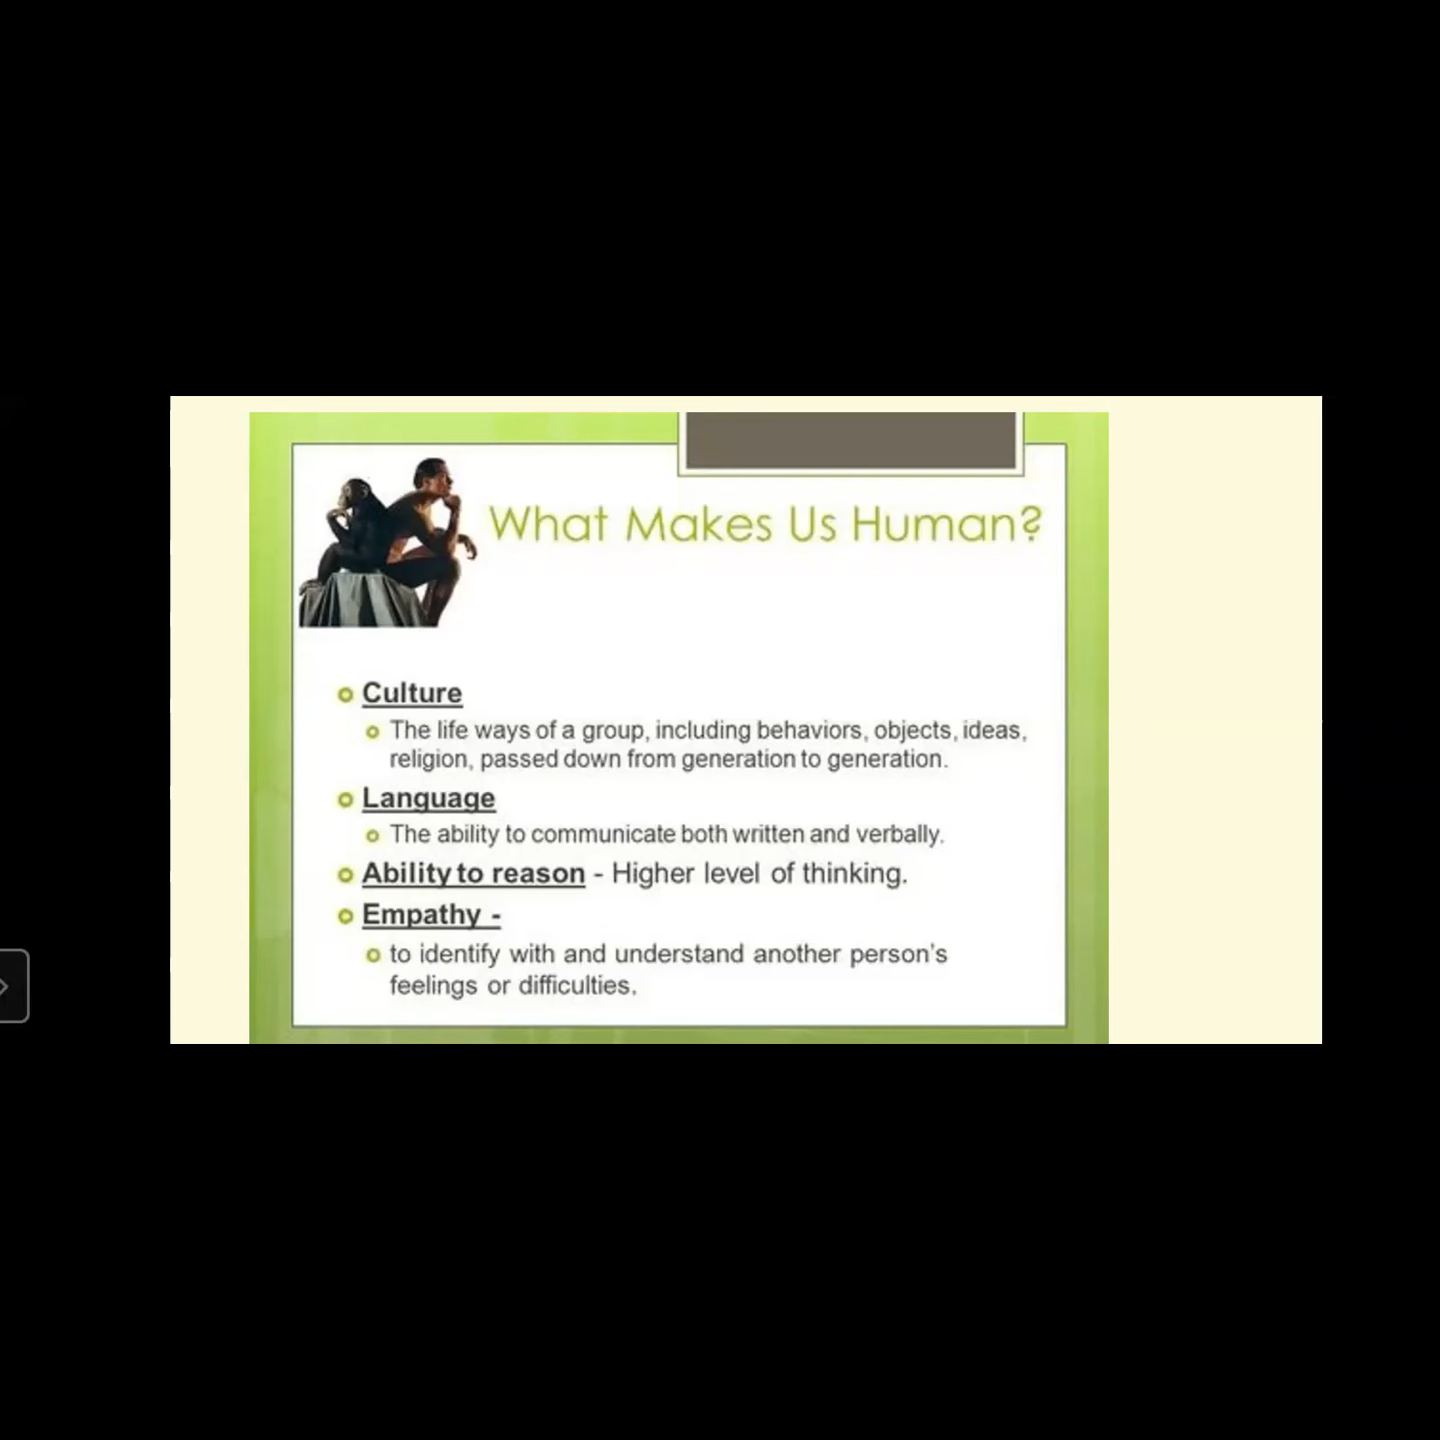 What Makes Us Human?
Culture
The life ways of a group, including behaviors, objects, ideas,
religion, passed down from generation to generation.
Language
The ability to communicate both written and verbally.
Ability to reason - Higher level of thinking.
Empathy -
to identify with and understand another person's
feelings or difficulties.